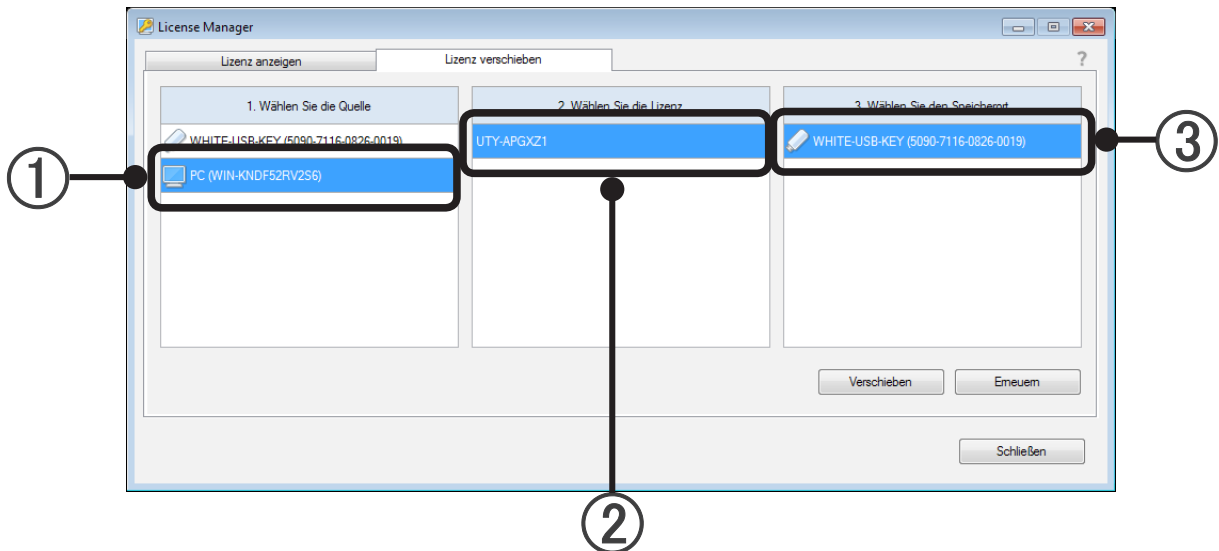 License Manager
Lizenz anzeigen
Lizenz verschieben
?
1. Wählen Sie die Quelle
2. Wählen Sie die Lizenz
3. Wählen Sie den Speicherort
WHITE-USB-KEY (5090-7116-0826-0019)
UTY-APGXZ1
WHITE-USB-KEY (5090-7116-0826-0019)
PC (WIN-KNDF52RV2S6)
①
②
③
Verschieben
Erneuern
Schließen